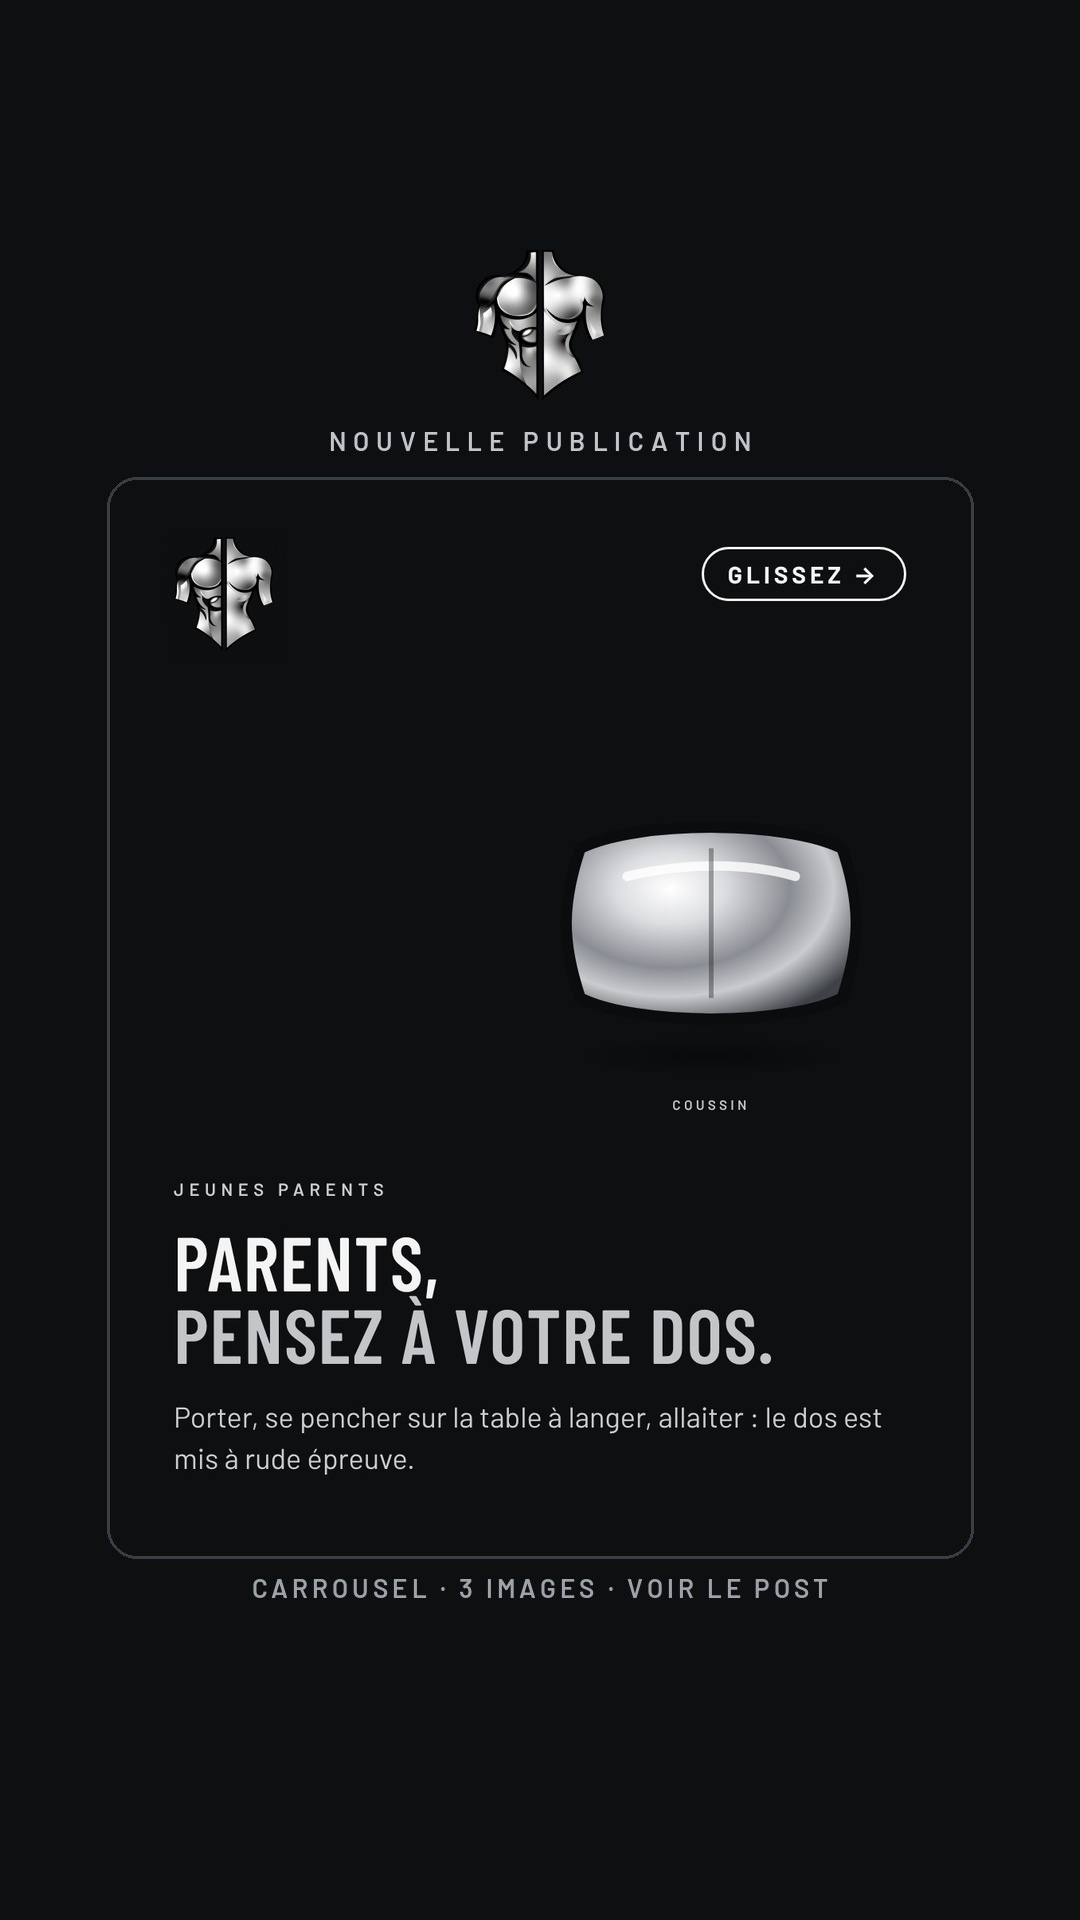 NOUVELLE PUBLICATION
GLISSEZ →
COUSSIN
JEUNES PARENTS
PARENTS,
PENSEZ À VOTRE DOS.
Porter, se pencher sur la table à langer, allaiter : le dos est
mis à rude épreuve.
CARROUSEL · 3 IMAGES · VOIR LE POST